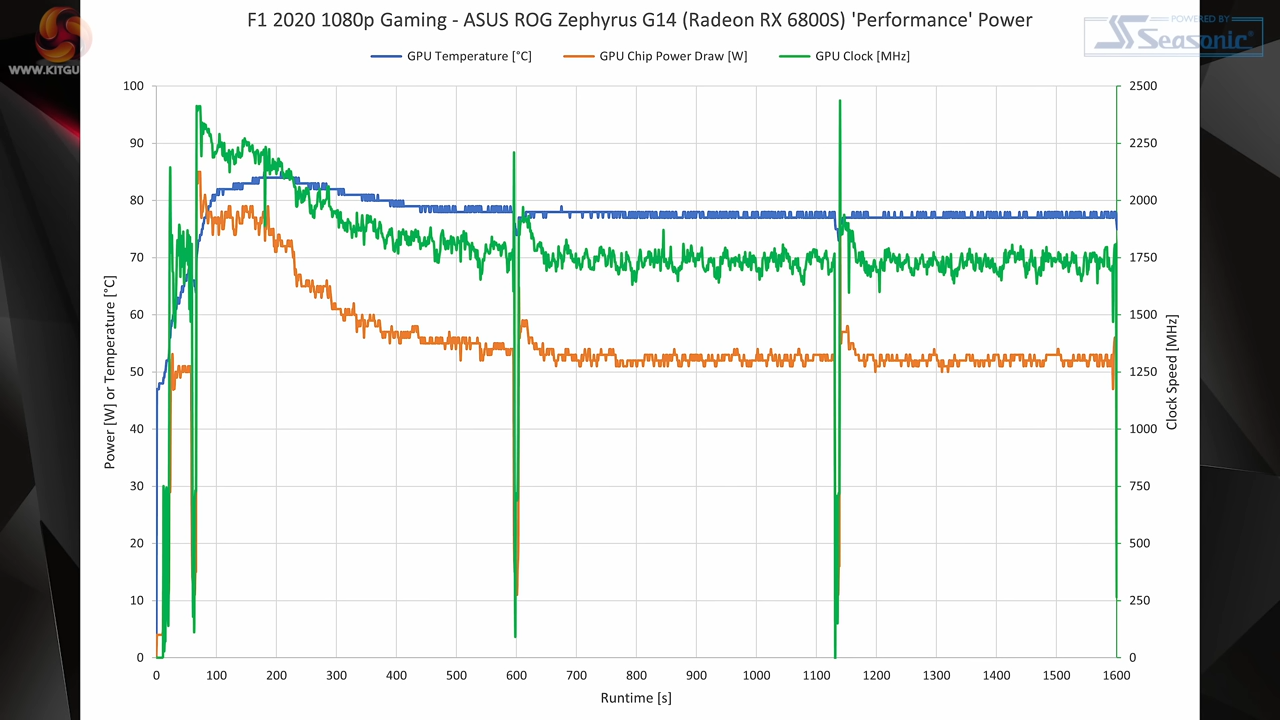 F1 2020 1080p Gaming - ASUS ROG Zephyrus G14 (Radeon RX 6800S) 'Performance' Power
POWERED BY
Seasonic®
WWW.KITGU
GPU Temperature [°C] GPU Chip Power Draw [W] GPU Clock [MHz]
100 2500
90 2250
80 2000
70 1750
60 1500
50 1250
40 1000
30 750
20 500
10 250
0 0
Power [W] or Temperature [°C]
Clock Speed [MHz]
0 100 200 300 400 500 600 700 800 900 1000 1100 1200 1300 1400 1500 1600
Runtime [s]